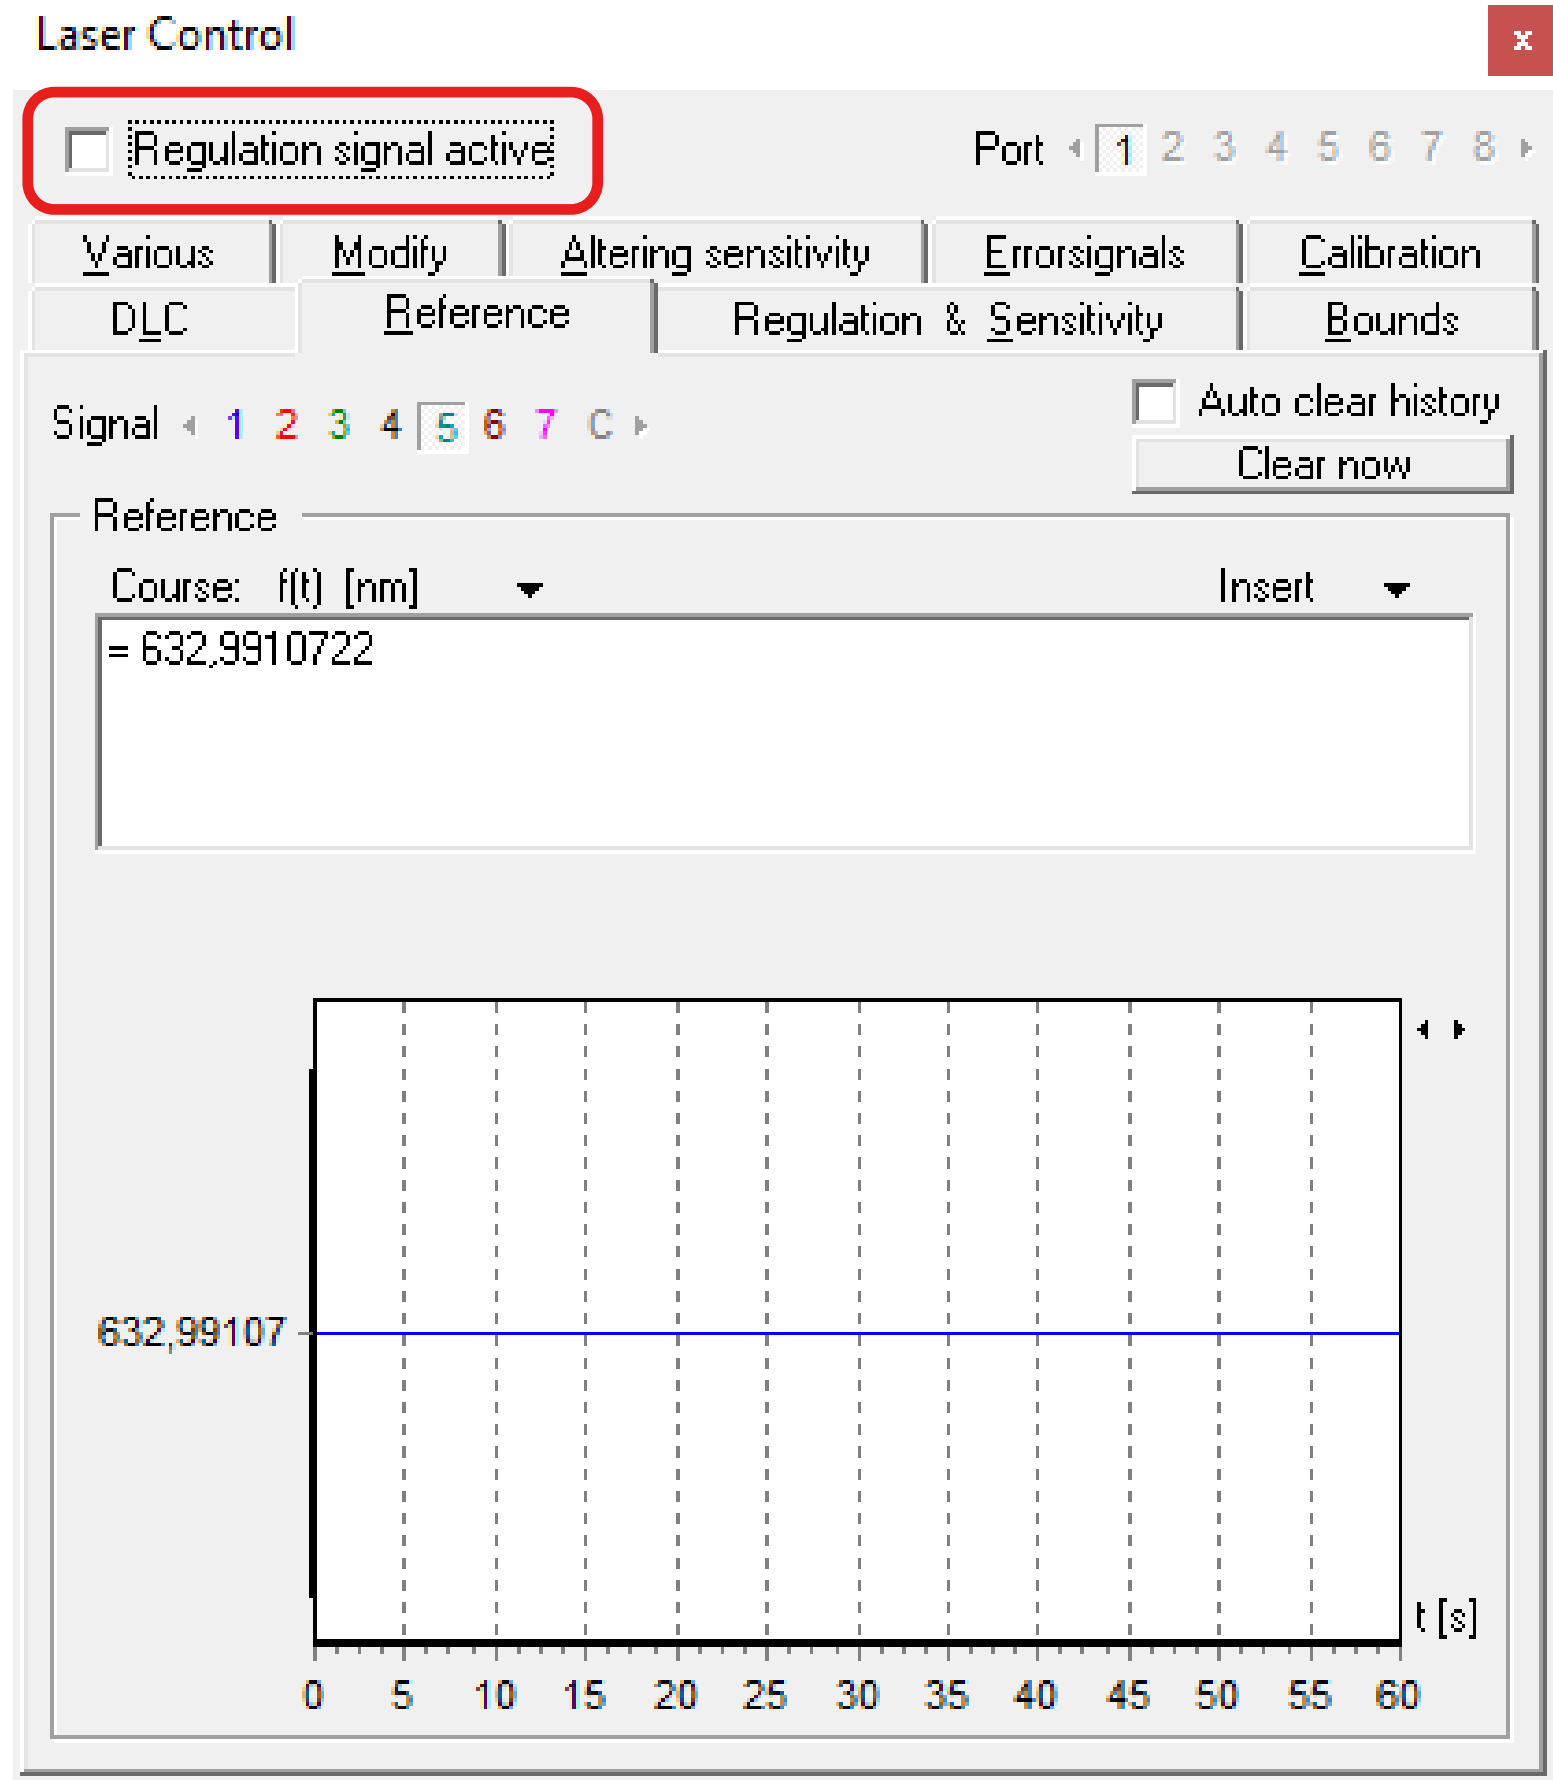 Laser Control
x
Regulation signal active
Port 1 2 3 4 5 6 7 8
Various Modify Altering sensitivity Errorsignals Calibration
DLC Reference Regulation & Sensitivity Bounds
Signal 1 2 3 4 5 6 7 C
Auto clear history
Clear now
Reference
Course: f(t) [nm]
Insert
= 632,9910722
632,99107
t [s]
0 5 10 15 20 25 30 35 40 45 50 55 60